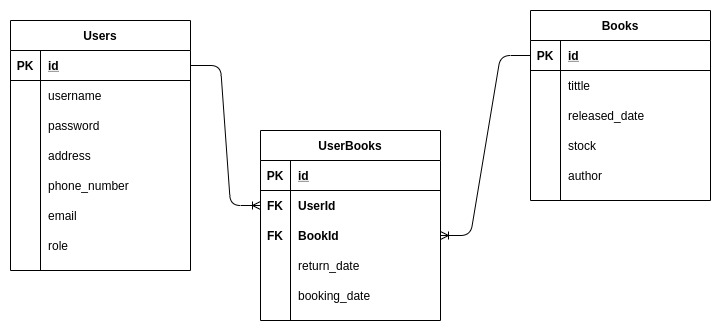 Users
PK id
username
password
address
phone_number
email
role
UserBooks
PK id
FK UserId
FK BookId
return_date
booking_date
Books
PK id
tittle
released_date
stock
author